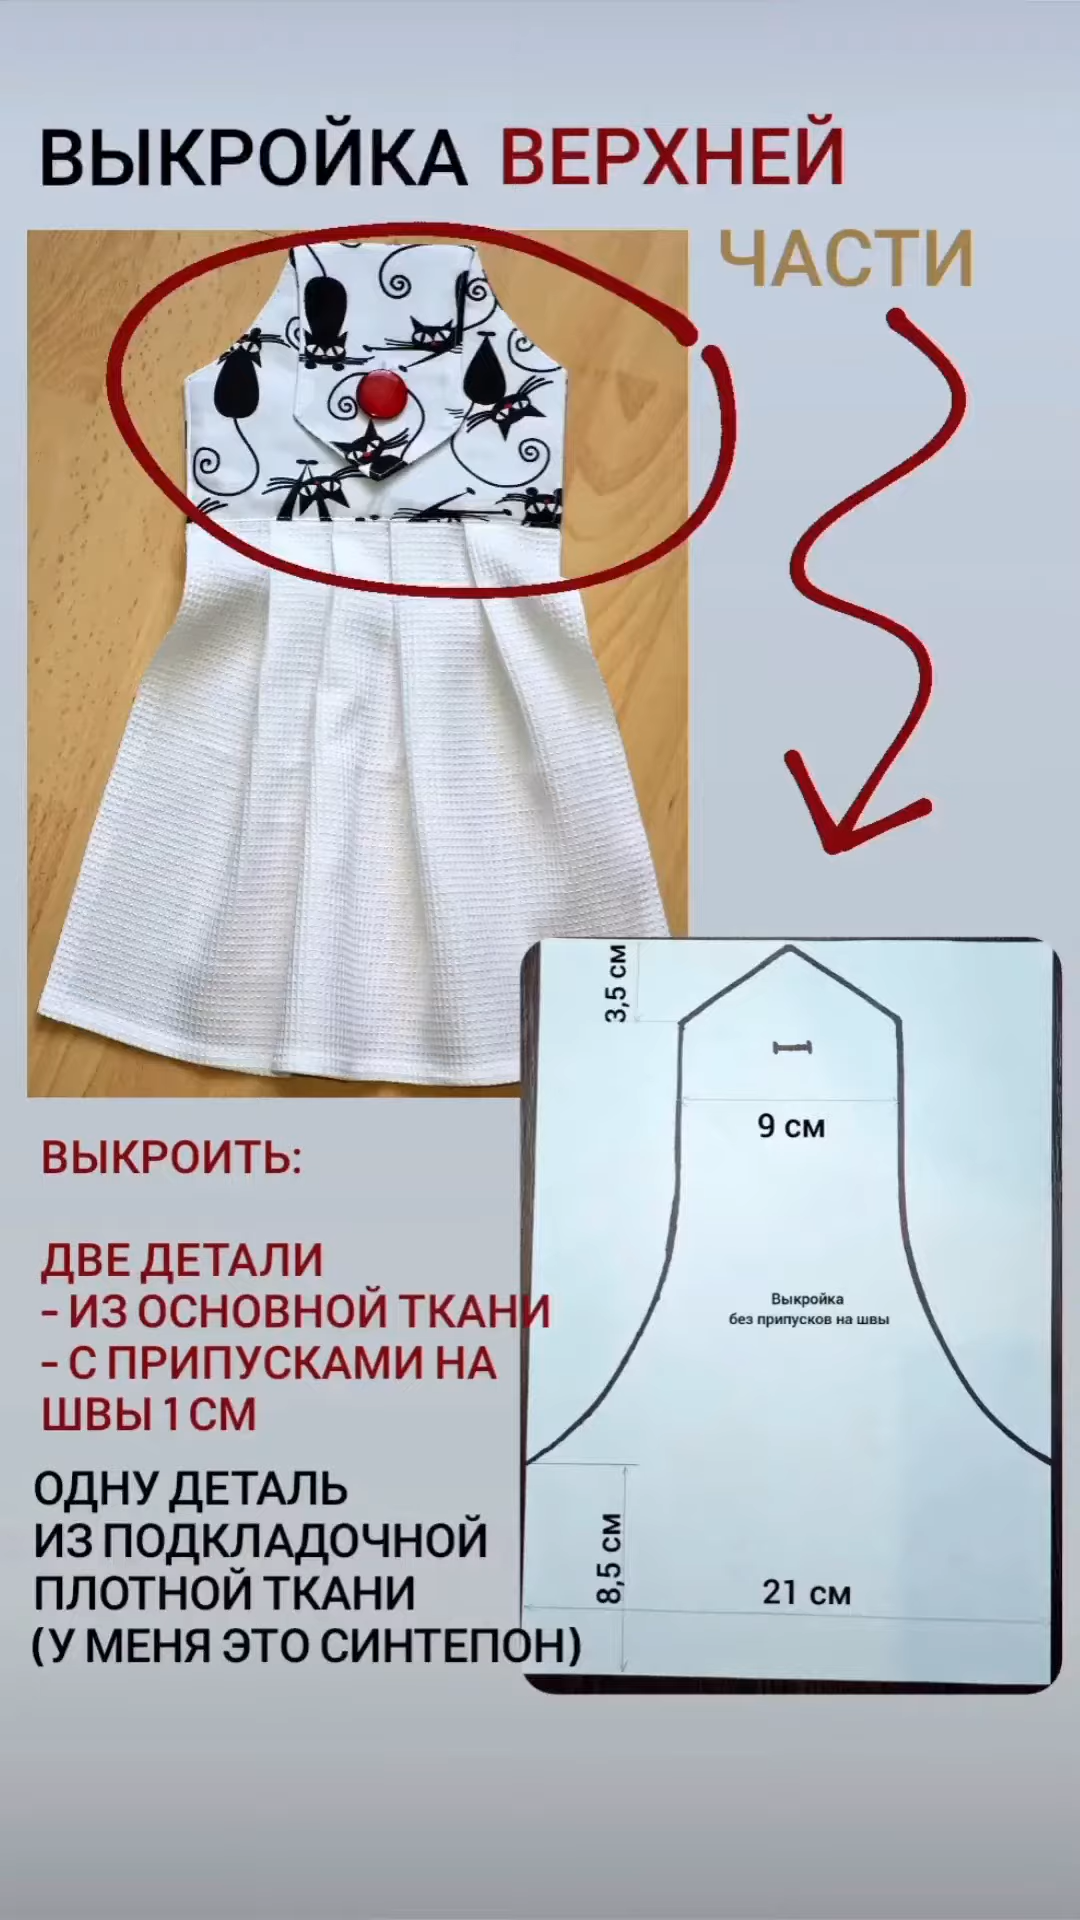 ВЫКРОЙКА ВЕРХНЕЙ
ЧАСТИ
3,5 см
9 см
Выкройка
без припусков на швы
8,5 см
21 см
ВЫКРОИТЬ:
ДВЕ ДЕТАЛИ
- ИЗ ОСНОВНОЙ ТКАНИ
- С ПРИПУСКАМИ НА
ШВЫ 1 СМ
ОДНУ ДЕТАЛЬ
ИЗ ПОДКЛАДОЧНОЙ
ПЛОТНОЙ ТКАНИ
(У МЕНЯ ЭТО СИНТЕПОН)